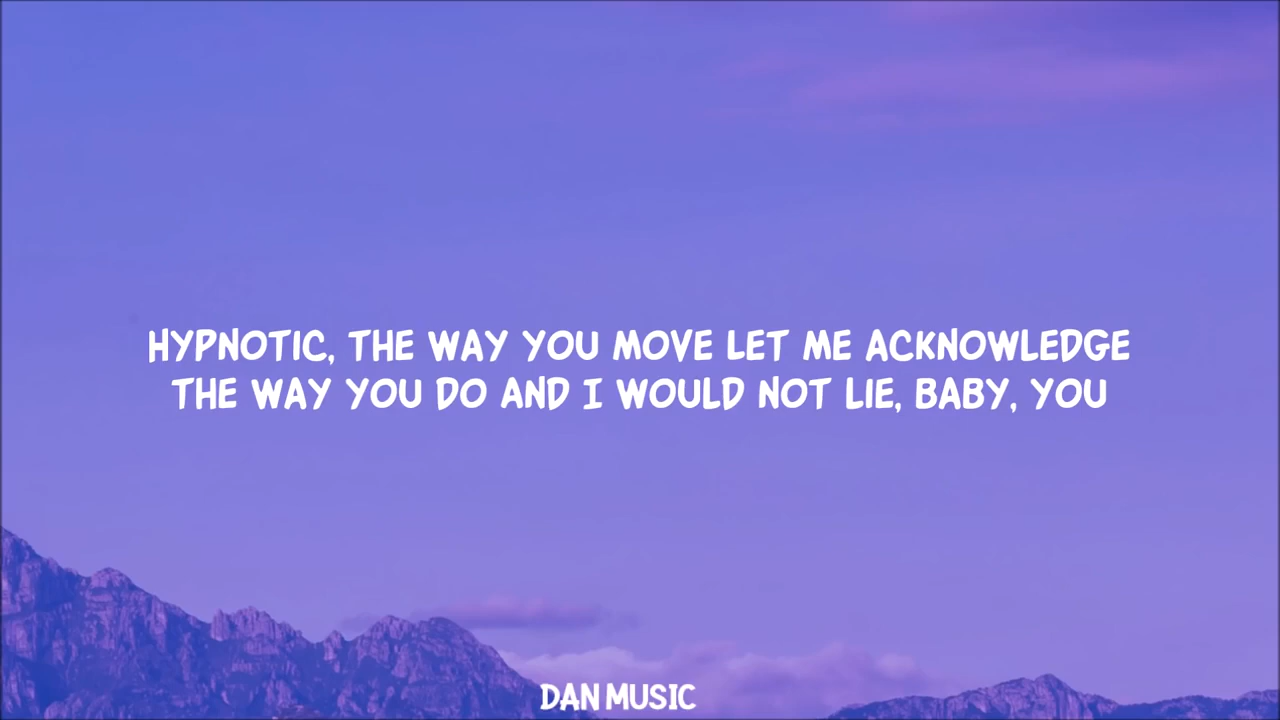 HYPNOTIC, THE WAY YOU MOVE LET ME ACKNOWLEDGE
THE WAY YOU DO AND I WOULD NOT LIE, BABY, YOU
DAN MUSIC